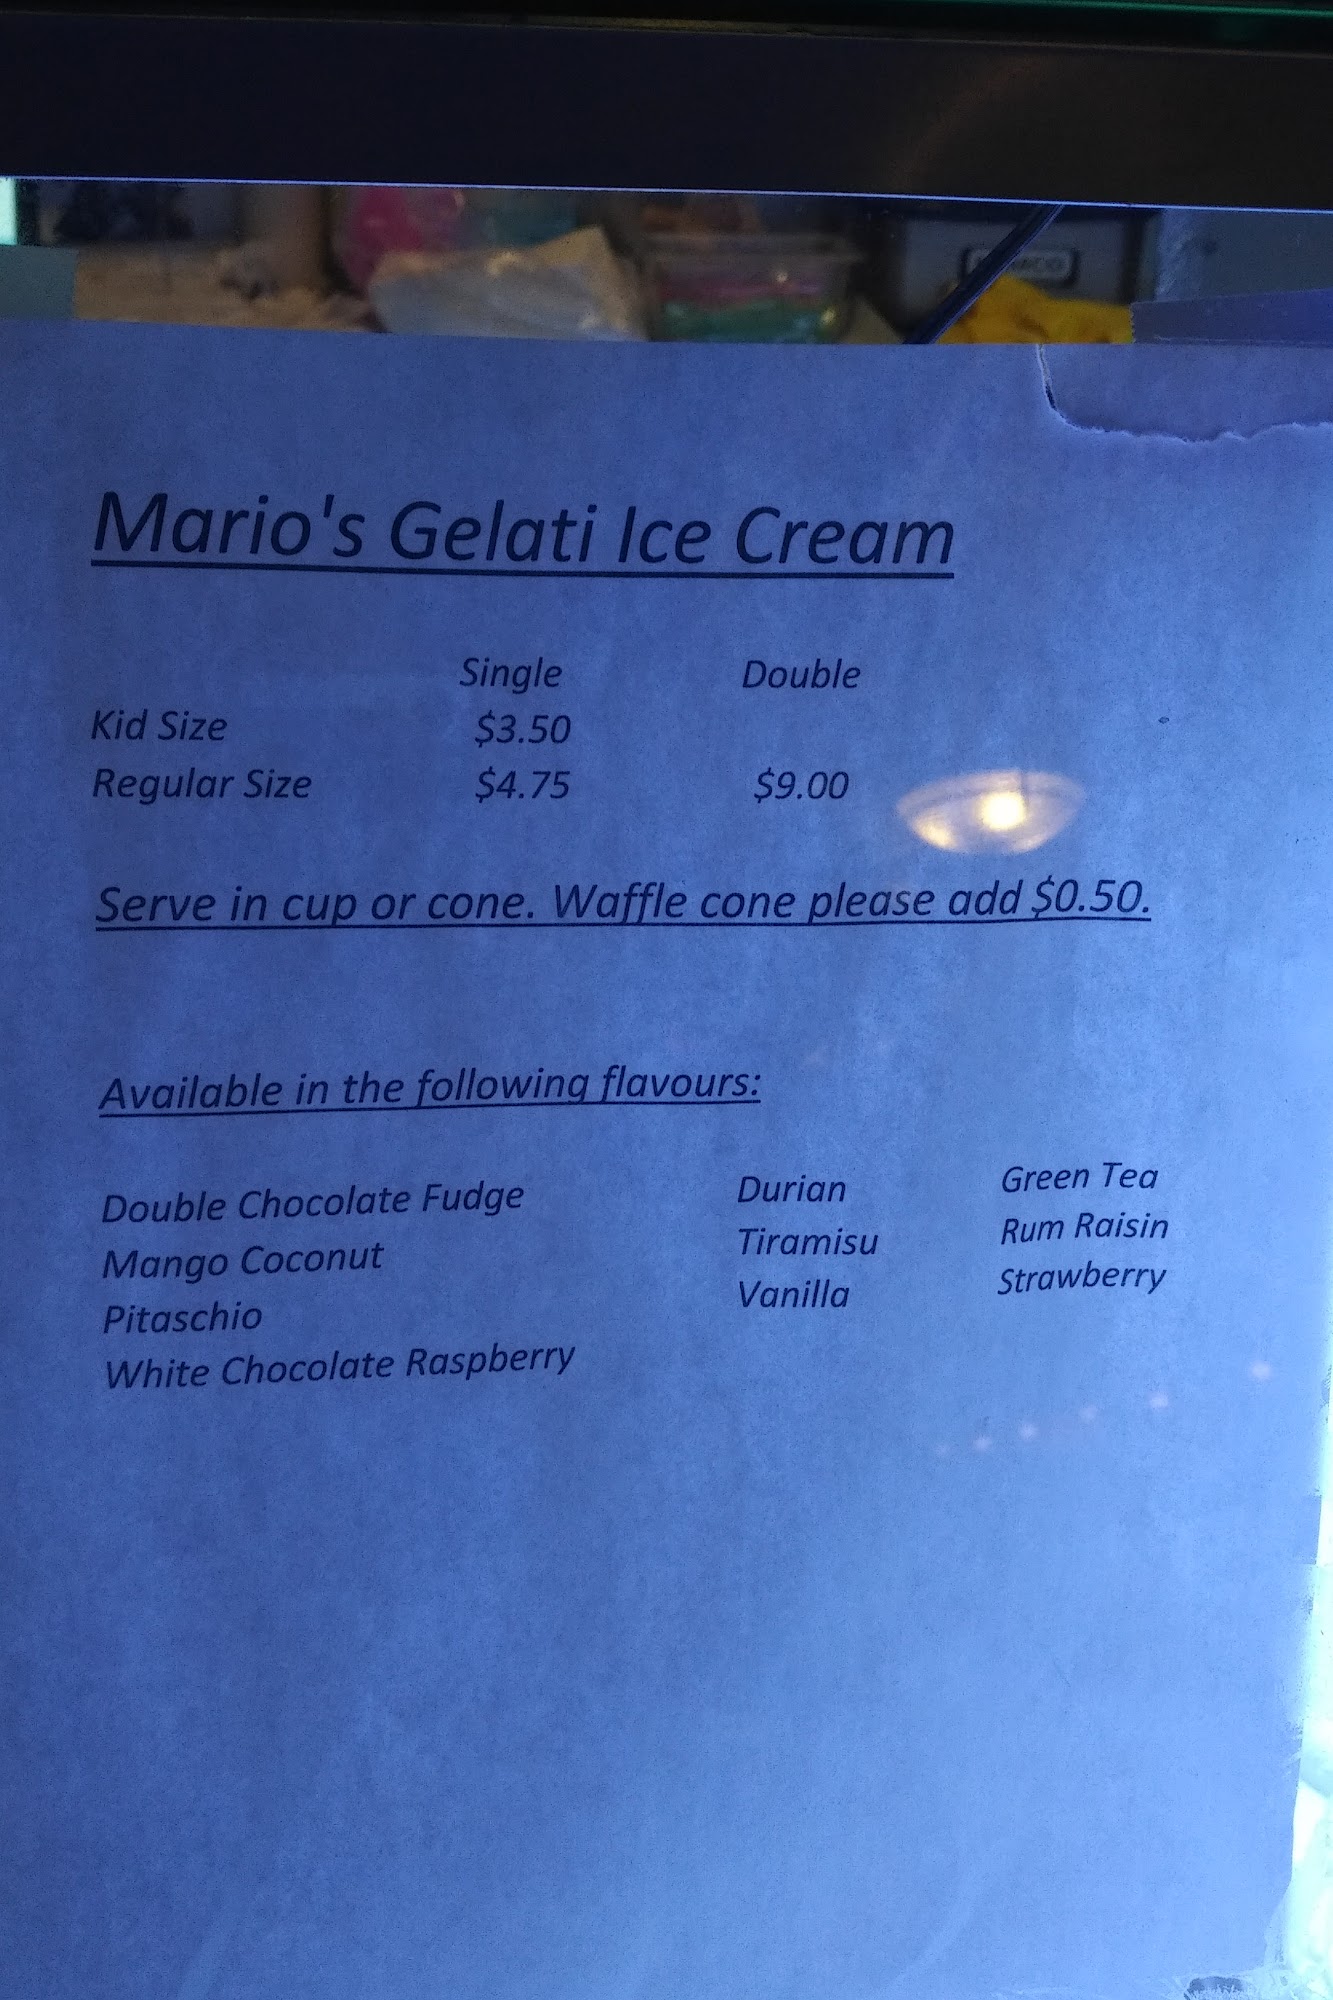 Mario's Gelati Ice Cream
Single Double
Kid Size $3.50
Regular Size $4.75 $9.00
Serve in cup or cone. Waffle cone please add $0.50.
Available in the following flavours:
Double Chocolate Fudge Durian Green Tea
Mango Coconut Tiramisu Rum Raisin
Pitaschio Vanilla Strawberry
White Chocolate Raspberry